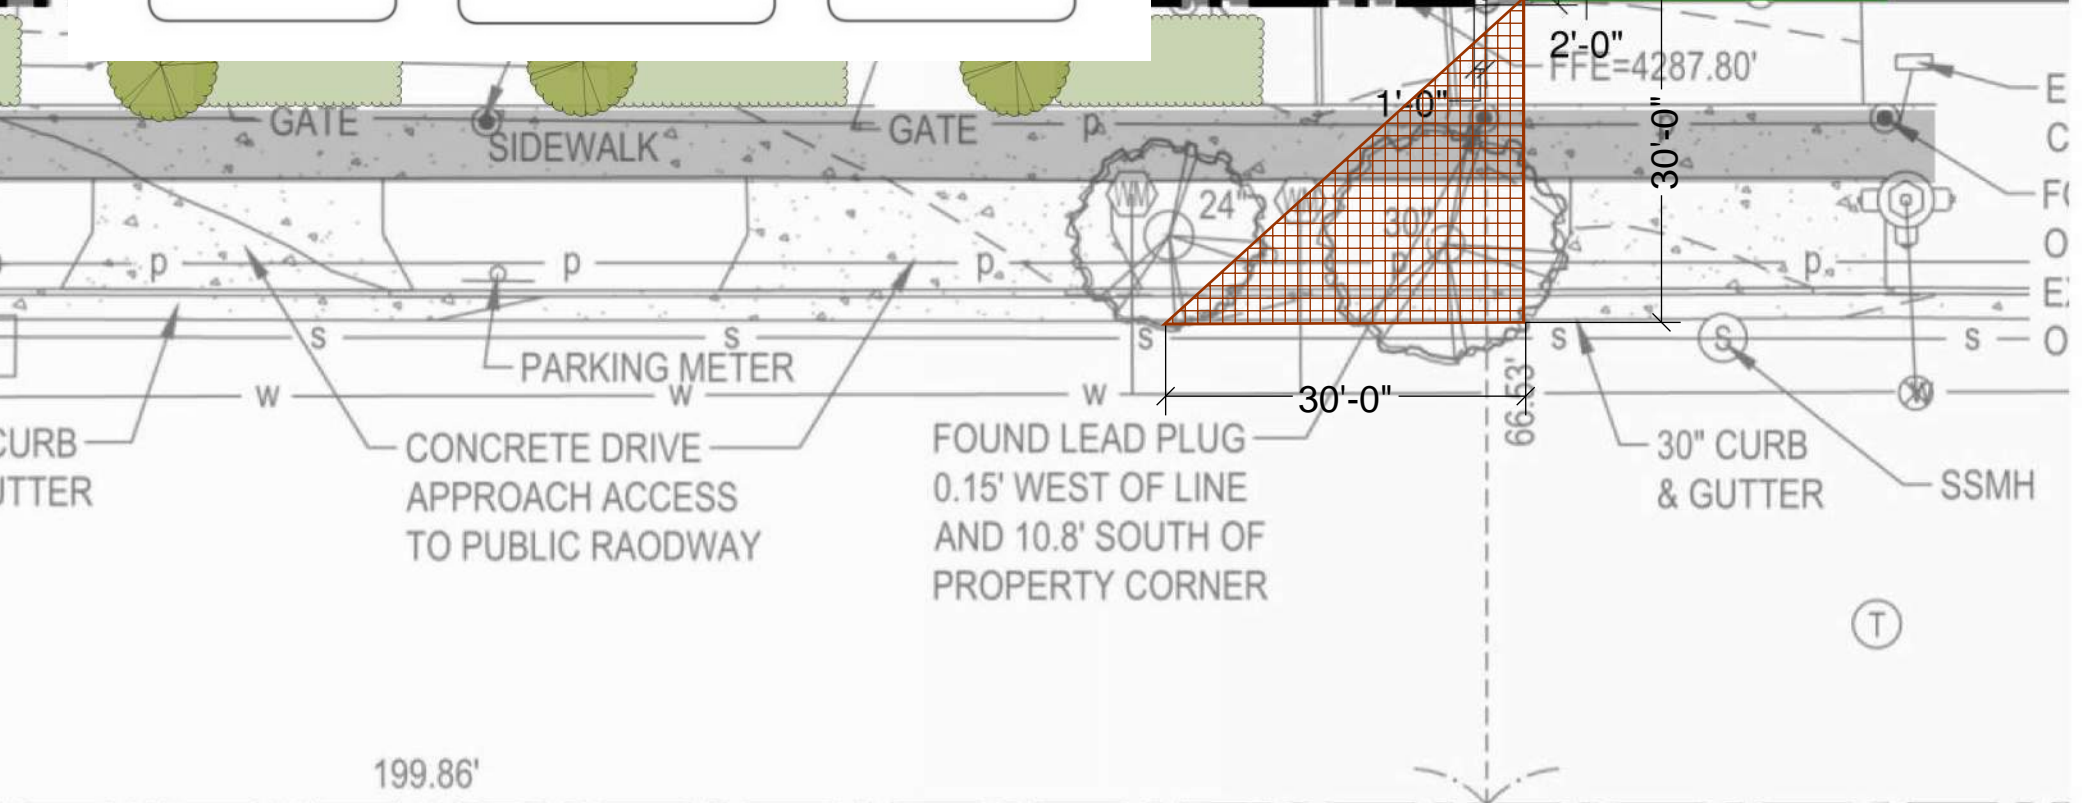 2'-0"
FFE=4287.80'
1'-0"
30'-0"
GATE
SIDEWALK
GATE
p
WM
24"
WM
30"
p
p
p
p
p
s
s
s
s
s
PARKING METER
W
W
W
W
30'-0"
66.53'
CURB
CONCRETE DRIVE
APPROACH ACCESS
TO PUBLIC RAODWAY
FOUND LEAD PLUG
0.15' WEST OF LINE
AND 10.8' SOUTH OF
PROPERTY CORNER
30" CURB
& GUTTER
S
SSMH
T
199.86'
E
C
O
O